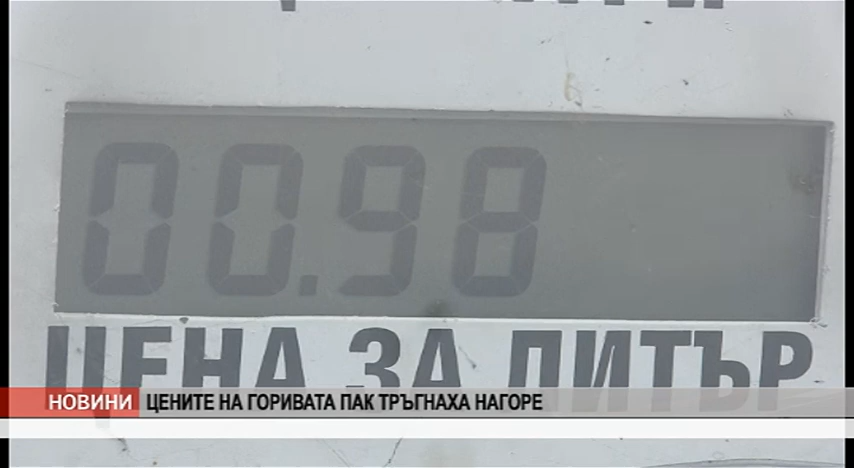 00.98
ЦЕНА ЗА ЛИТЪР
НОВИНИ ЦЕНИТЕ НА ГОРИВАТА ПАК ТРЪГНАХА НАГОРЕ